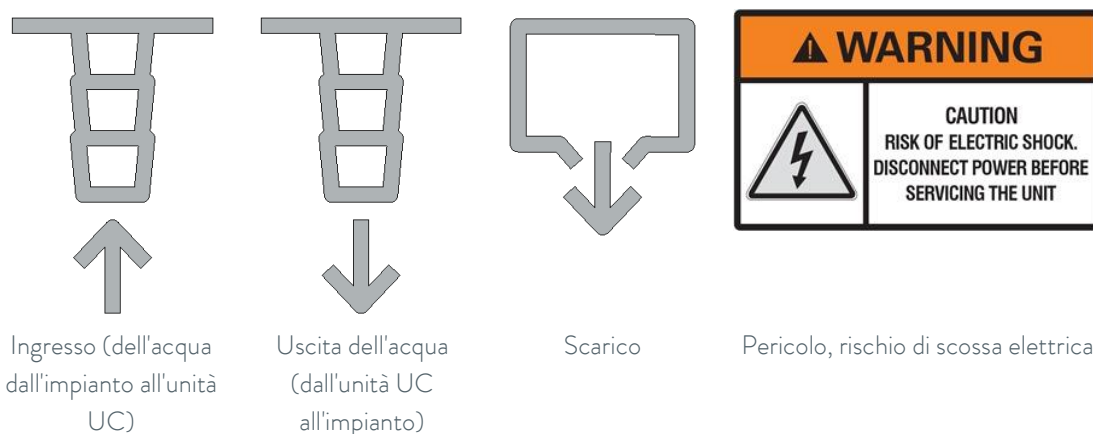 WARNING
CAUTION
RISK OF ELECTRIC SHOCK.
DISCONNECT POWER BEFORE
SERVICING THE UNIT
Ingresso (dell'acqua
dall'impianto all'unità
UC)
Uscita dell'acqua
(dall'unità UC
all'impianto)
Scarico
Pericolo, rischio di scossa elettrica